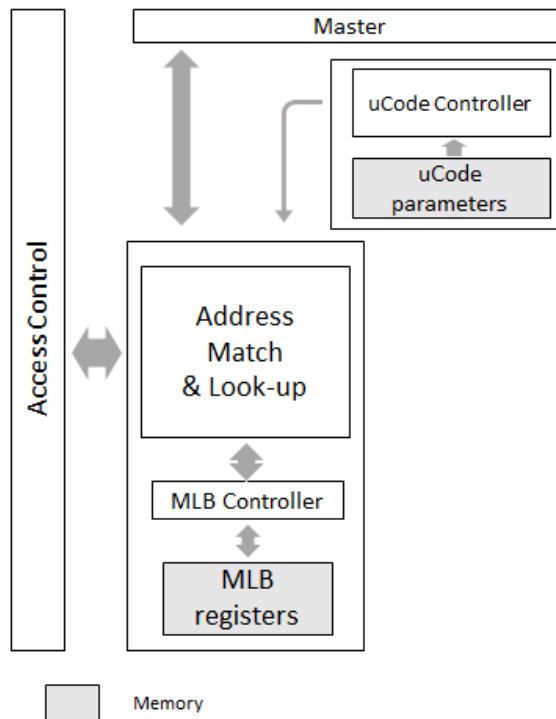 Master
uCode Controller
uCode
parameters
Access Control
Address
Match
& Look-up
MLB Controller
MLB
registers
Memory